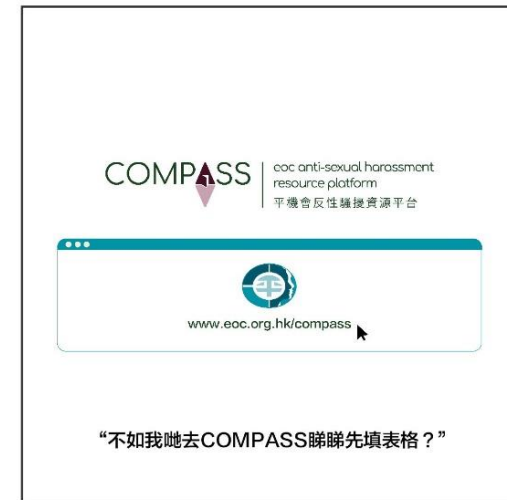 COMPASS
eoc anti-sexual harassment
resource platform
平機會反性騷擾資源平台
www.eoc.org.hk/compass
“不如我哋去COMPASS睇睇先填表格？”